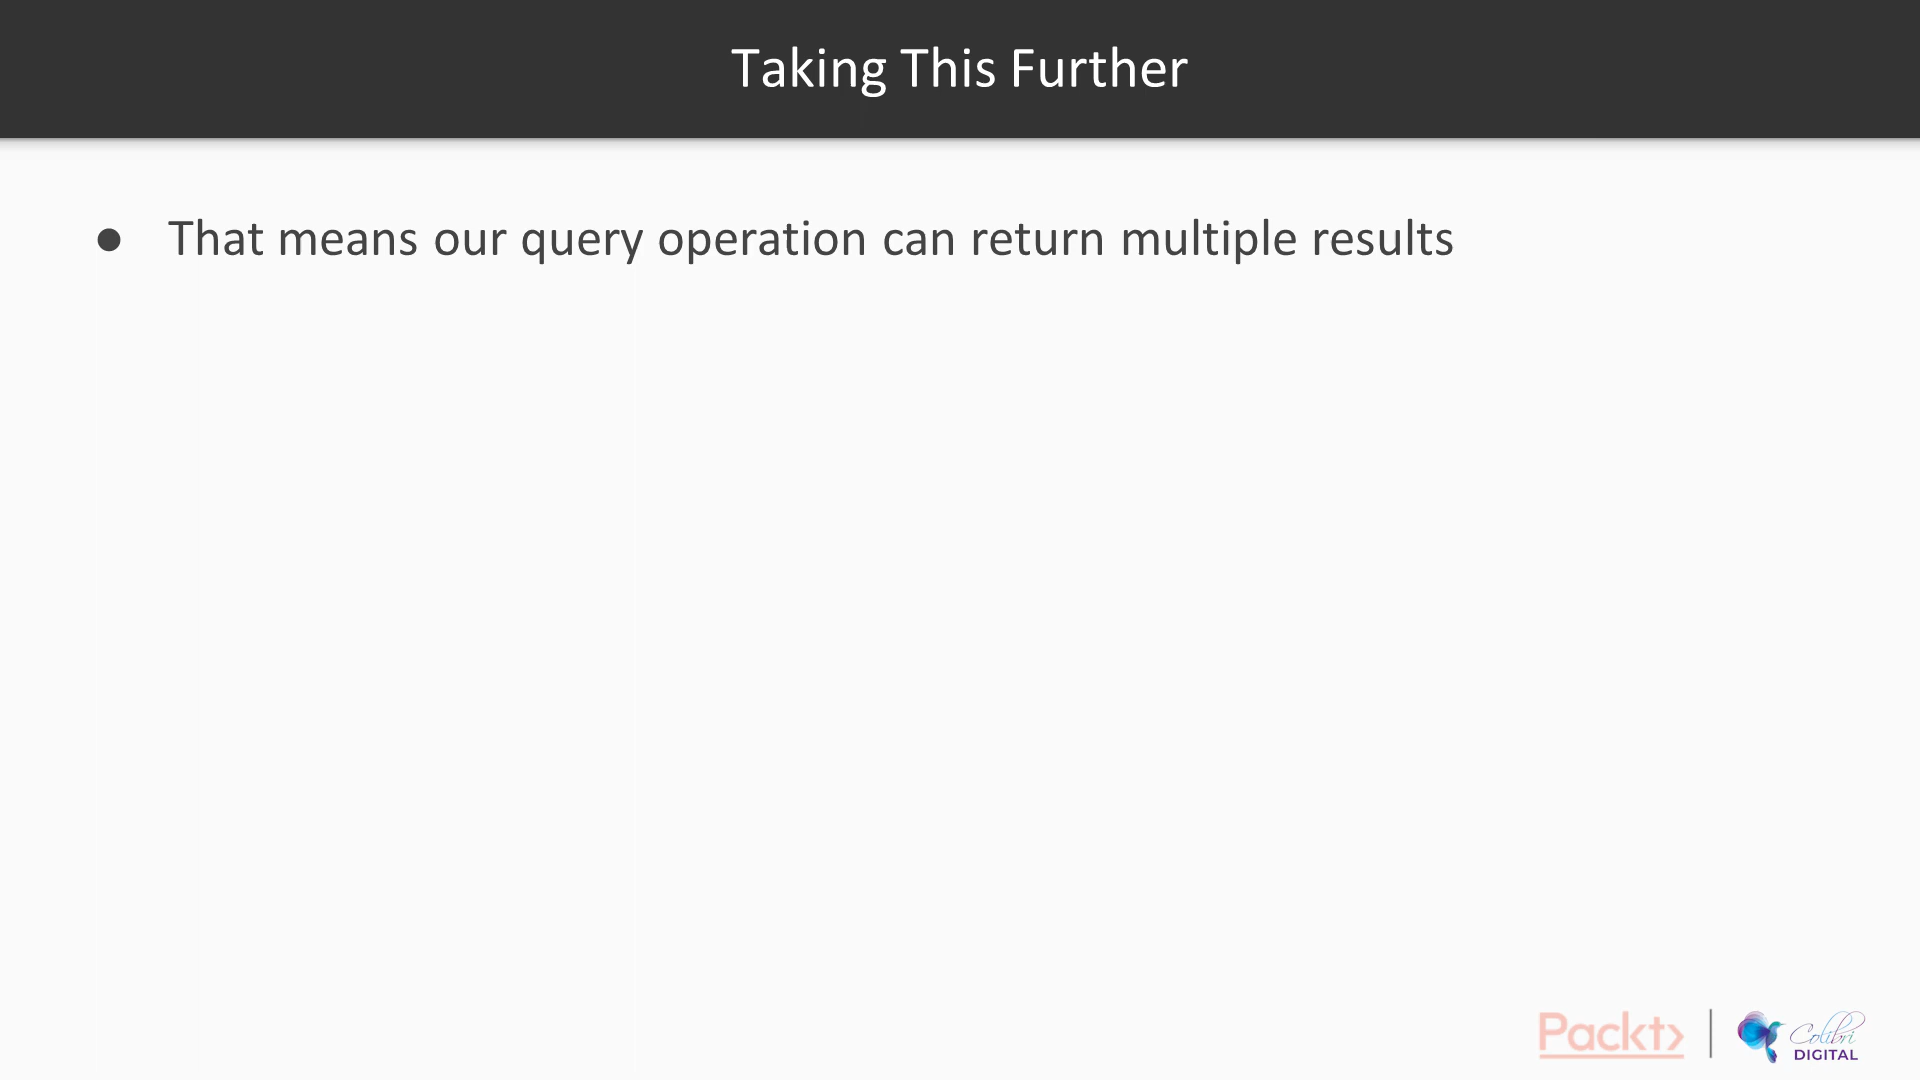 Taking This Further
● That means our query operation can return multiple results
Packt>
Colibri
DIGITAL